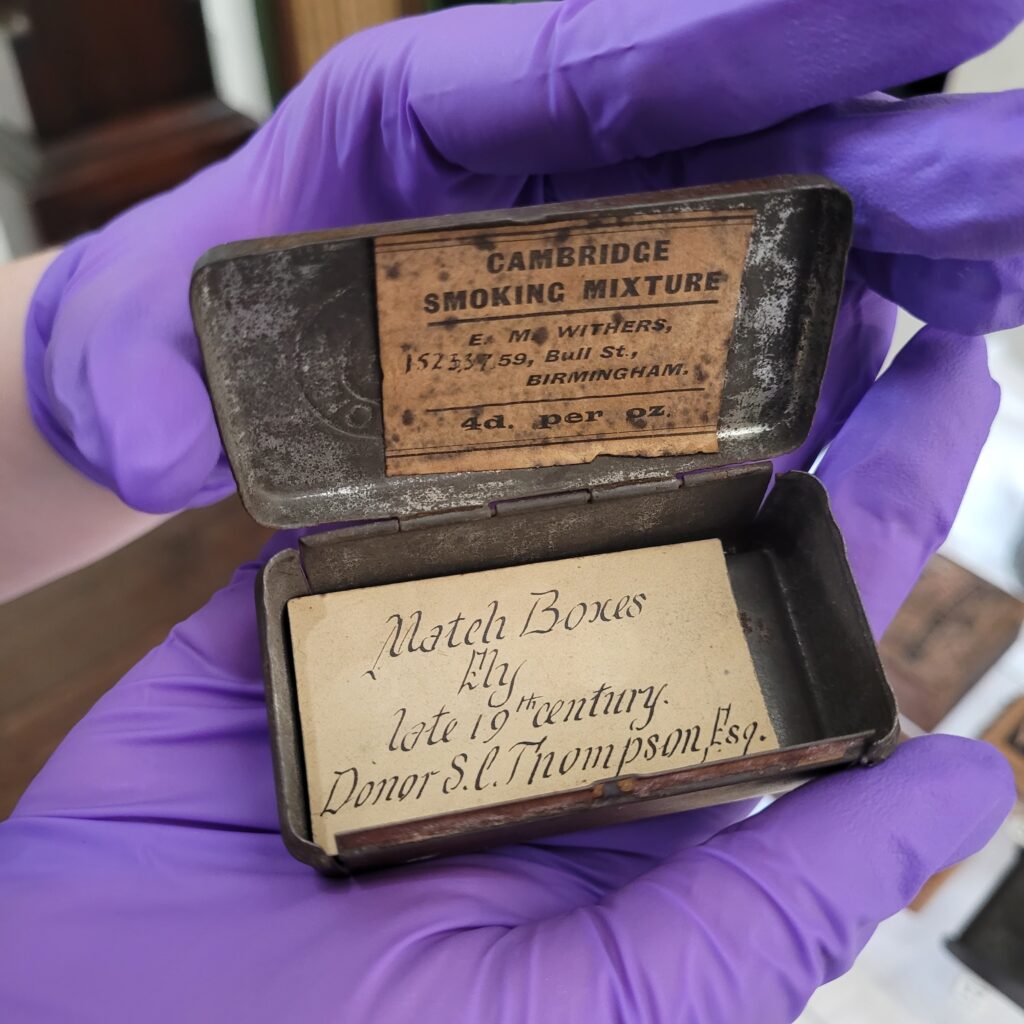 CAMBRIDGE
SMOKING MIXTURE
E. M. WITHERS,
59, Bull St.,
BIRMINGHAM.
4d. per oz.
Match Boxes
Ely
late 19th century.
Donor S.C. Thompson, Esq.